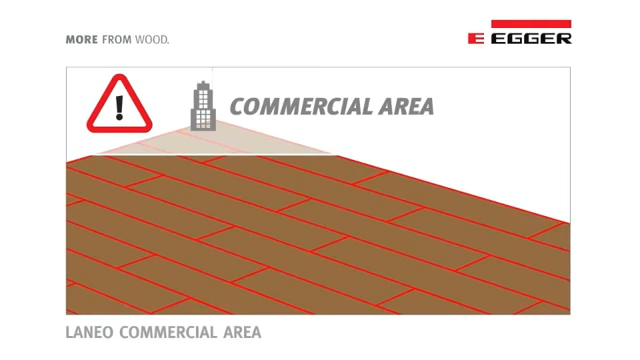 MORE FROM WOOD.
E EGGER
!
COMMERCIAL AREA
LANEO COMMERCIAL AREA